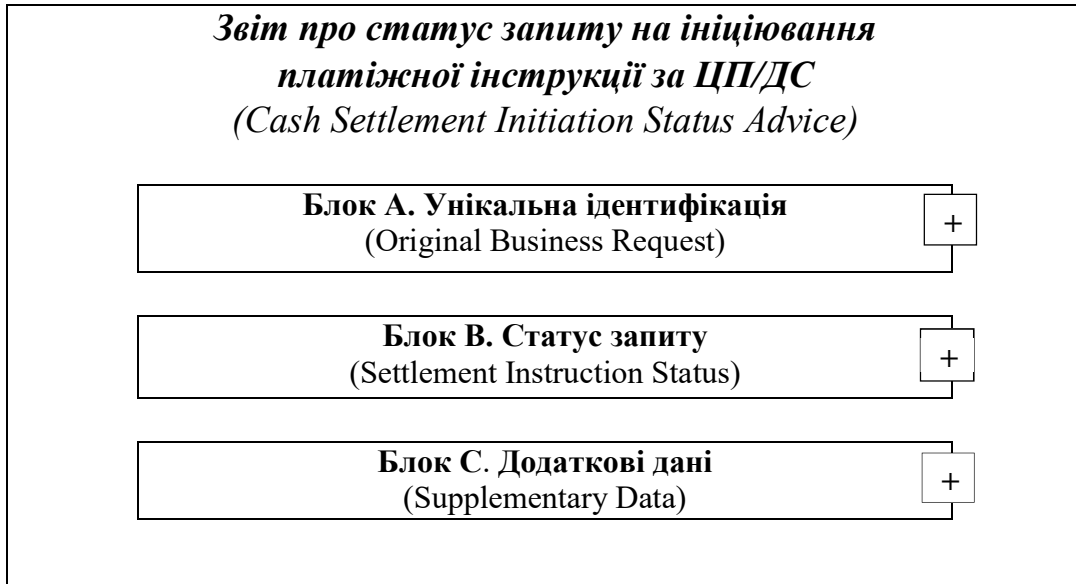 Звіт про статус запиту на ініціювання
платіжної інструкції за ЦП/ДС
(Cash Settlement Initiation Status Advice)
Блок А. Унікальна ідентифікація
(Original Business Request)
+
Блок В. Статус запиту
(Settlement Instruction Status)
+
Блок С. Додаткові дані
(Supplementary Data)
+